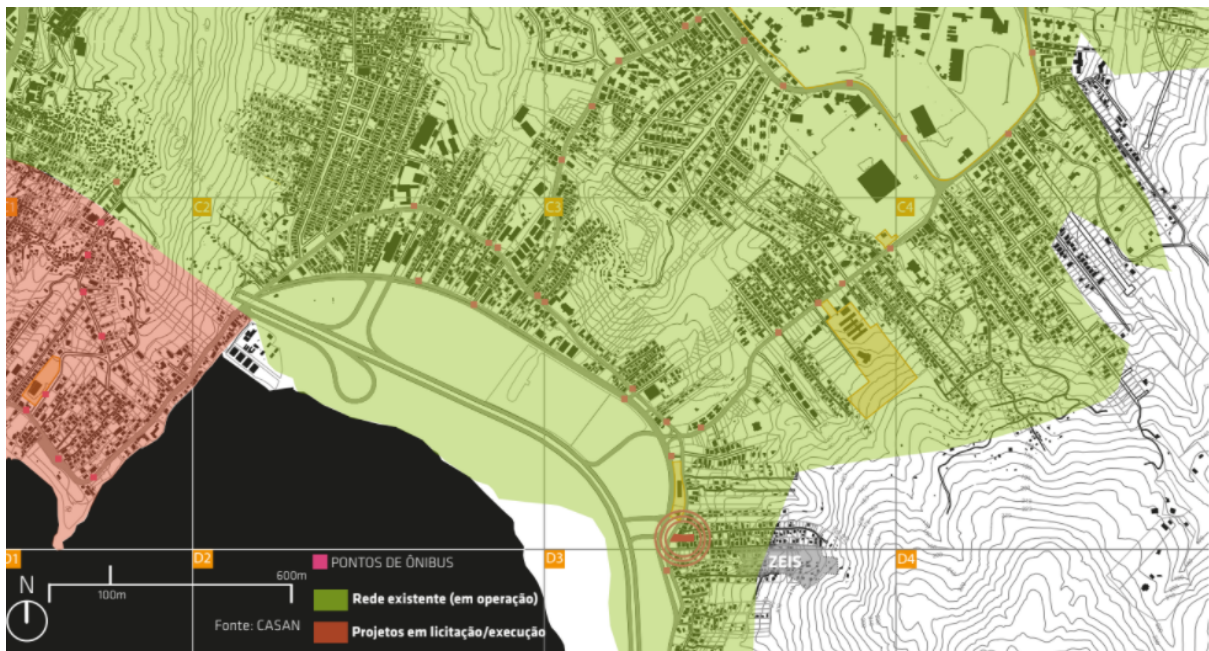 C1
C2
C3
C4
D1
D2
D3
D4
ZEIS
N
100m
600m
Fonte: CASAN
PONTOS DE ÔNIBUS
Rede existente (em operação)
Projetos em licitação/execução